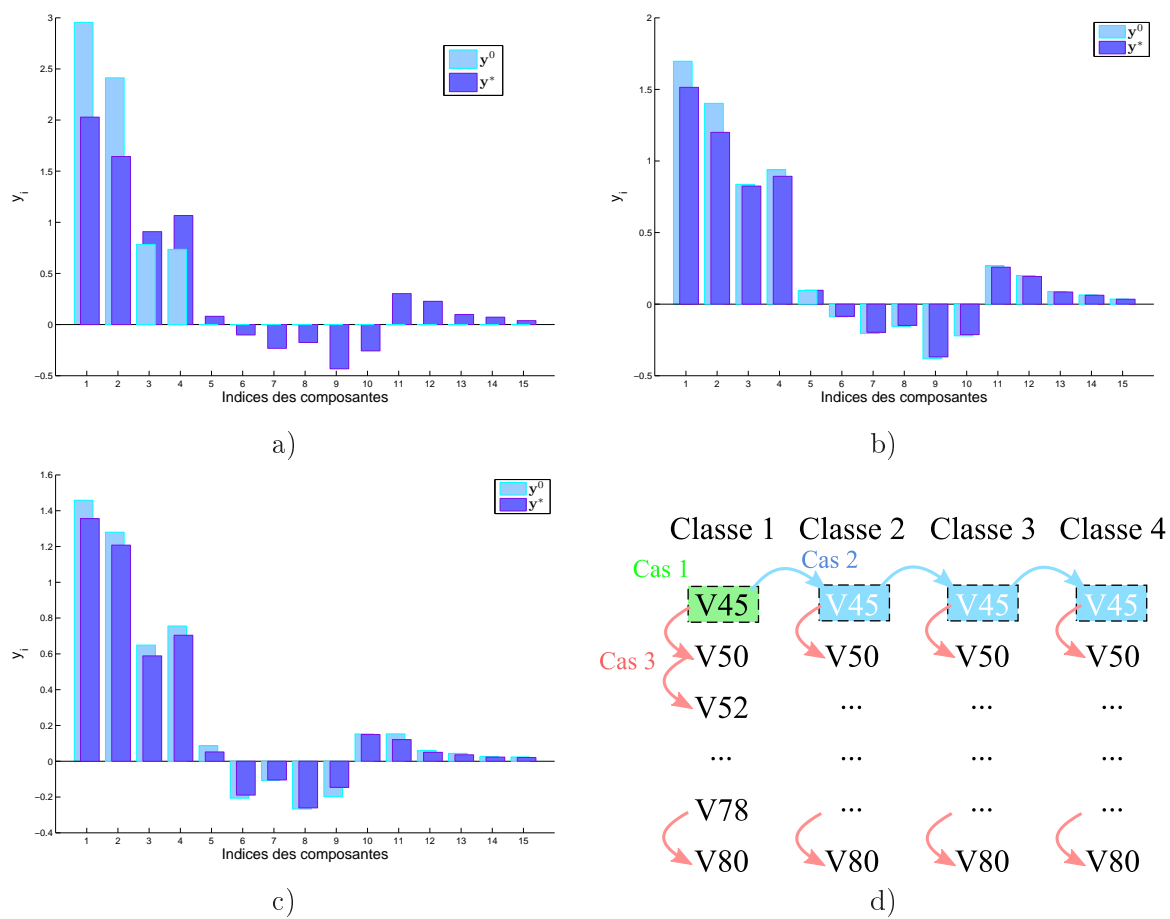 3
2.5
2
1.5
1
0.5
0
−0.5
y_i
y^0
y*
1 2 3 4 5 6 7 8 9 10 11 12 13 14 15
Indices des composantes
a)
2
1.5
1
0.5
0
−0.5
y_i
y^0
y*
1 2 3 4 5 6 7 8 9 10 11 12 13 14 15
Indices des composantes
b)
1.6
1.4
1.2
1
0.8
0.6
0.4
0.2
0
−0.2
−0.4
y_i
y^0
y*
1 2 3 4 5 6 7 8 9 10 11 12 13 14 15
Indices des composantes
c)
Classe 1 Classe 2 Classe 3 Classe 4
Cas 1 Cas 2
V45 V45 V45 V45
Cas 3
V50 V50 V50 V50
V52 ... ... ...
... ... ... ...
V78 ... ... ...
V80 V80 V80 V80
d)